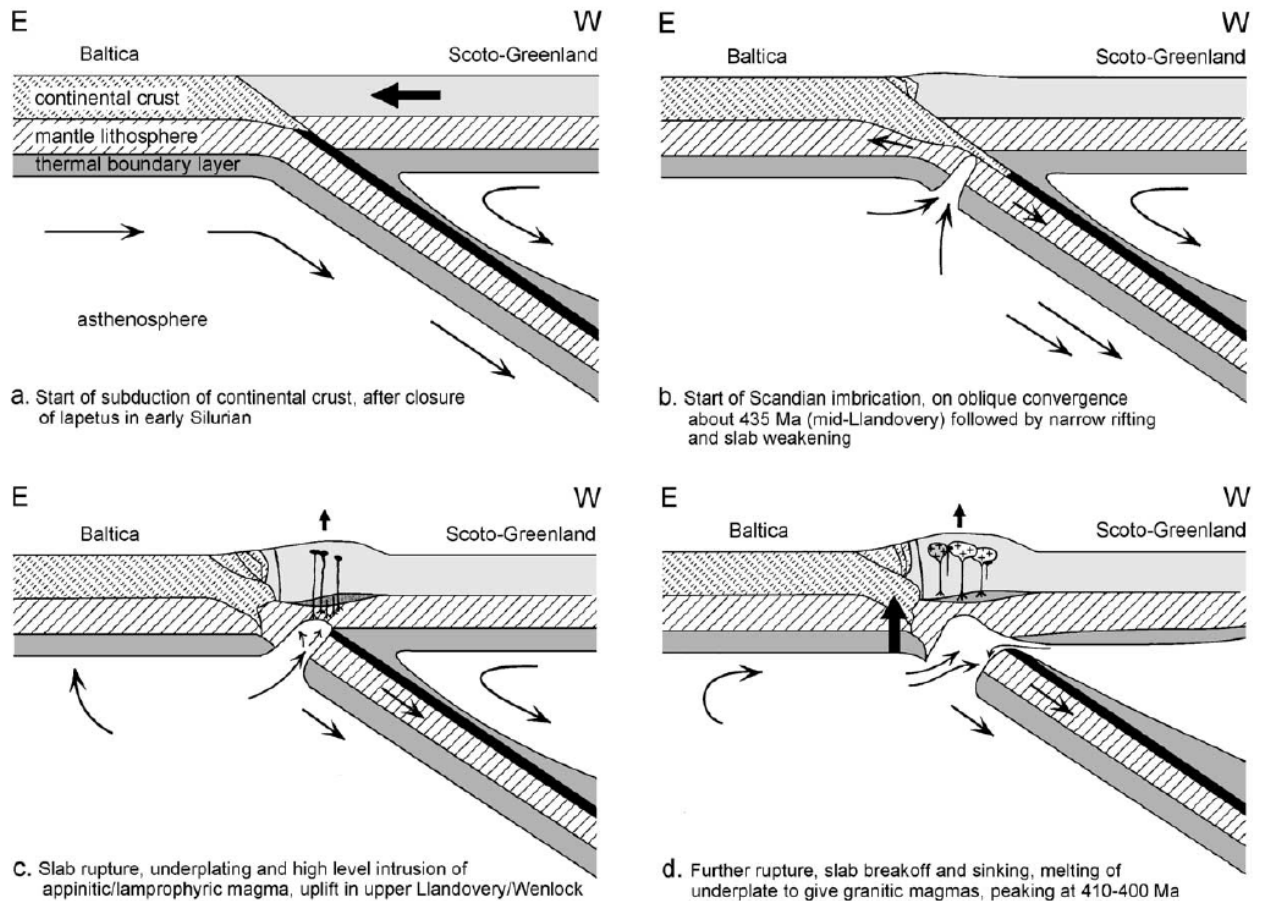 E W
Baltica Scoto-Greenland
continental crust
mantle lithosphere
thermal boundary layer
asthenosphere
a. Start of subduction of continental crust, after closure
of Iapetus in early Silurian
E W
Baltica Scoto-Greenland
b. Start of Scandian imbrication, on oblique convergence
about 435 Ma (mid-Llandovery) followed by narrow rifting
and slab weakening
E W
Baltica Scoto-Greenland
c. Slab rupture, underplating and high level intrusion of
appinitic/lamprophyric magma, uplift in upper Llandovery/Wenlock
E W
Baltica Scoto-Greenland
d. Further rupture, slab breakoff and sinking, melting of
underplate to give granitic magmas, peaking at 410-400 Ma